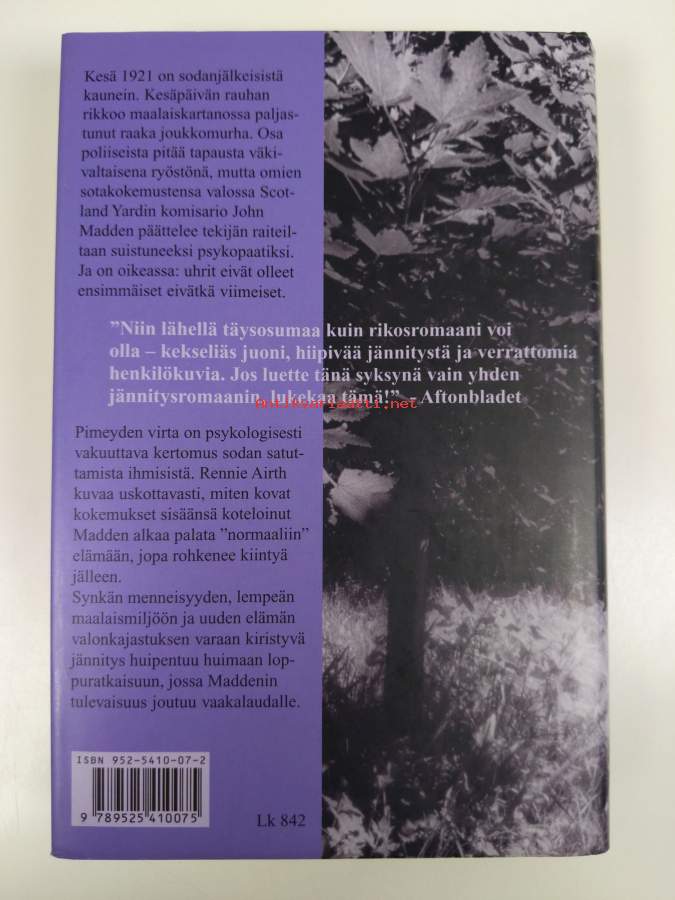 Kesä 1921 on sodanjälkeisistä
kaunein. Kesäpäivän rauhan
rikkoo maalaiskartanossa paljas-
tunut raaka joukkomurha. Osa
poliiseista pitää tapausta väki-
valtaisena ryöstönä, mutta omien
sotakokemustensa valossa Scot-
land Yardin komisario John
Madden päättelee tekijän raiteil-
taan suistuneeksi psykopaatiksi.
Ja on oikeassa: uhrit eivät olleet
ensimmäiset eivätkä viimeiset.
”Niin lähellä täysosumaa kuin rikosromaani voi
olla – kekseliäs juoni, hiipivää jännitystä ja verrattomia
henkilökuvia. Jos luette tänä syksynä vain yhden
jännitysromaanin, lukekaa tämä!” - Aftonbladet
antikvariaatti.net
Pimeyden virta on psykologisesti
vakuuttava kertomus sodan satut-
tamista ihmisistä. Rennie Airth
kuvaa uskottavasti, miten kovat
kokemukset sisäänsä koteloinut
Madden alkaa palata ”normaaliin”
elämään, jopa rohkenee kiintyä
jälleen.
Synkän menneisyyden, lempeän
maalaismiljöön ja uuden elämän
valonkajastuksen varaan kiristyvä
jännitys huipentuu huimaan lop-
puratkaisuun, jossa Maddenin
tulevaisuus joutuu vaakalaudalle.
ISBN 952-5410-07-2
9 789525 410075
Lk 842